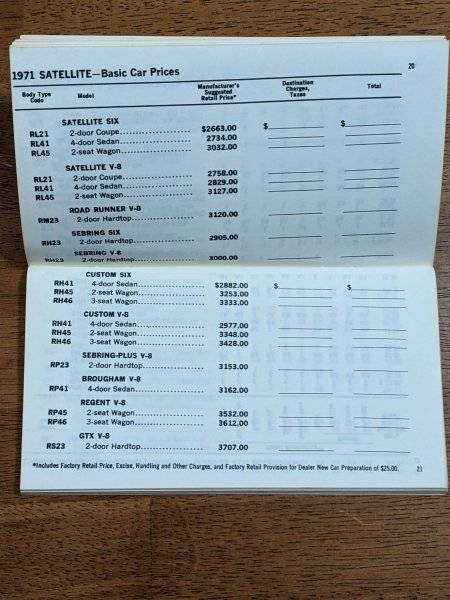 20
1971 SATELLITE—Basic Car Prices
Body Type Code Model Manufacturer's Suggested Retail Price* Destination Charges, Taxes Total
SATELLITE SIX
RL21 2-door Coupe $2663.00 $ $
RL41 4-door Sedan 2734.00
RL45 2-seat Wagon 3032.00
SATELLITE V-8
RL21 2-door Coupe 2758.00
RL41 4-door Sedan 2829.00
RL45 2-seat Wagon 3127.00
ROAD RUNNER V-8
RM23 2-door Hardtop 3120.00
SEBRING SIX
RH23 2-door Hardtop 2905.00
SEBRING V-8
RH23 2-door Hardtop 3000.00
CUSTOM SIX
RH41 4-door Sedan $2882.00 $ $
RH45 2-seat Wagon 3253.00
RH46 3-seat Wagon 3333.00
CUSTOM V-8
RH41 4-door Sedan 2977.00
RH45 2-seat Wagon 3348.00
RH46 3-seat Wagon 3428.00
SEBRING-PLUS V-8
RP23 2-door Hardtop 3153.00
BROUGHAM V-8
RP41 4-door Sedan 3162.00
REGENT V-8
RP45 2-seat Wagon 3532.00
RP46 3-seat Wagon 3612.00
GTX V-8
RS23 2-door Hardtop 3707.00
*Includes Factory Retail Price, Excise, Handling and Other Charges, and Factory Retail Provision for Dealer New Car Preparation of $25.00. 21